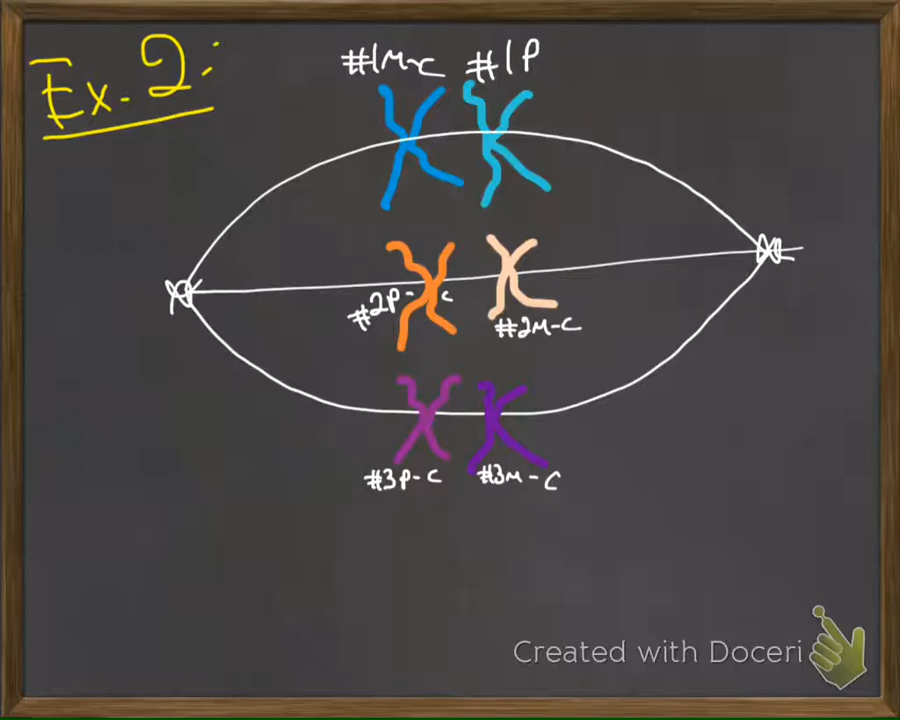 Ex. 2:
#1M-C #1P
#2P-C
#2M-C
#3P-C #3M-C
Created with Doceri